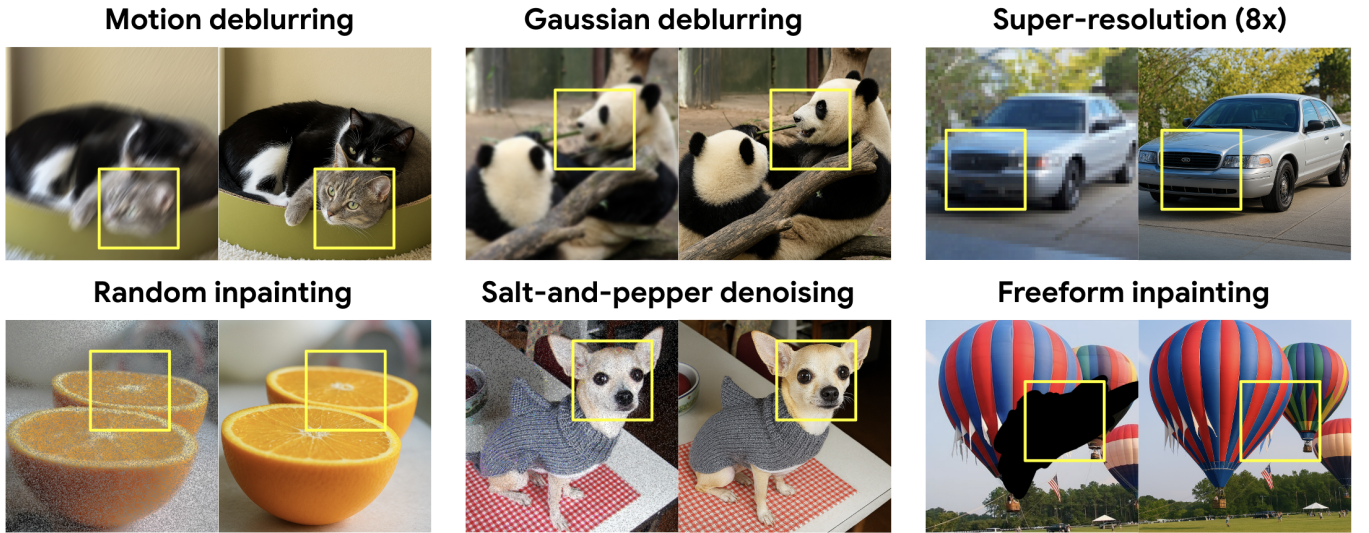 Motion deblurring
Gaussian deblurring
Super-resolution (8x)
Random inpainting
Salt-and-pepper denoising
Freeform inpainting